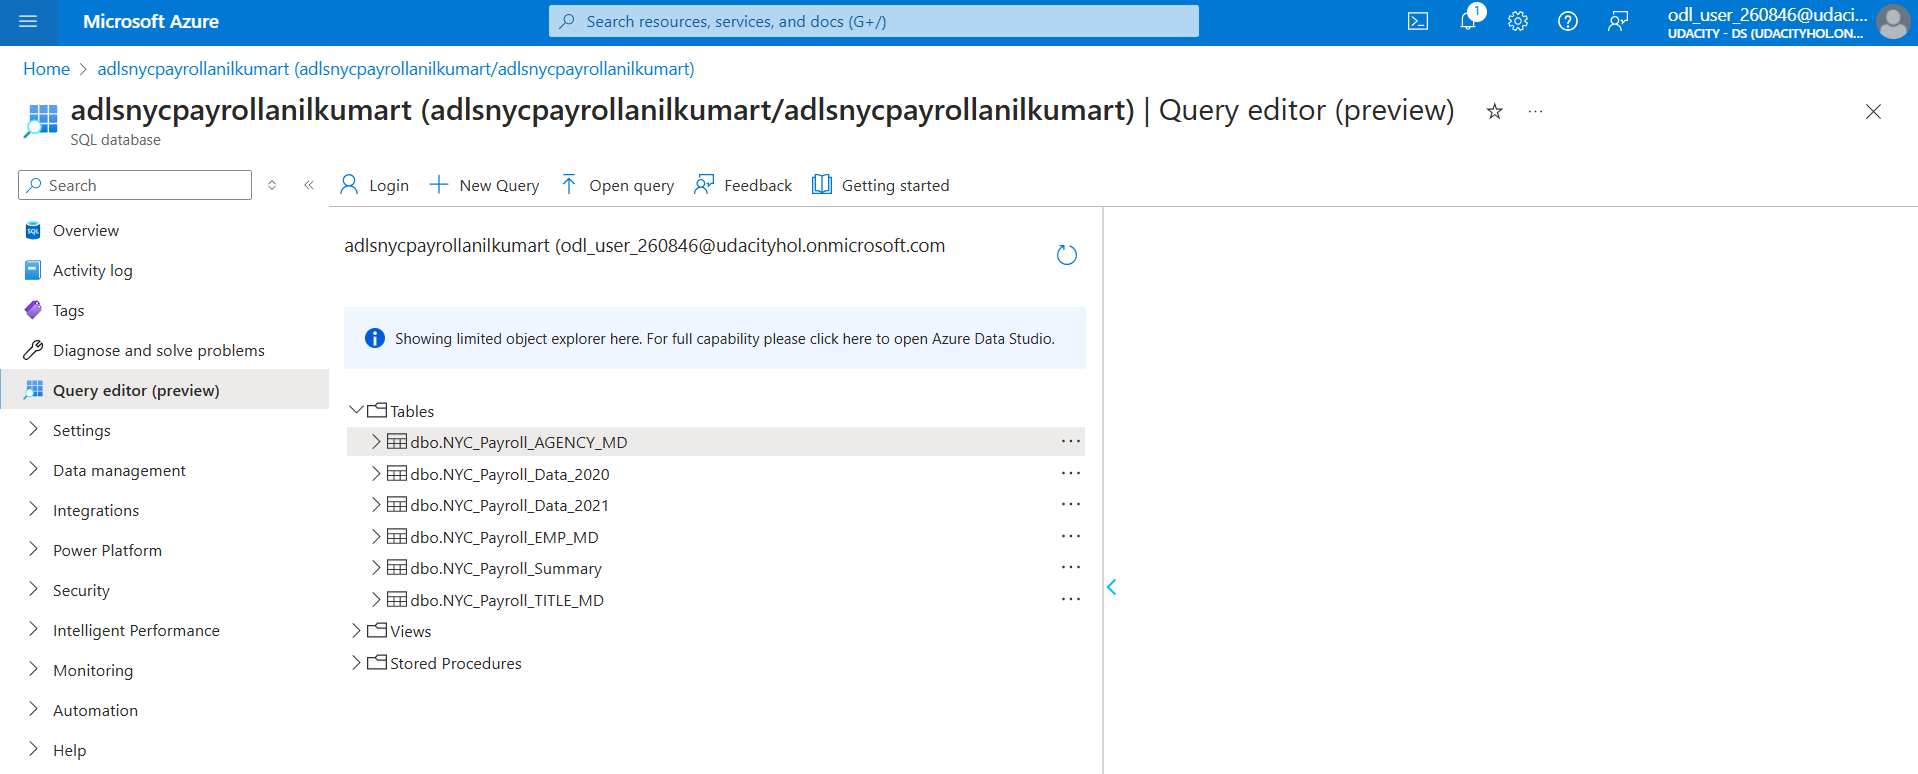 Microsoft Azure
Search resources, services, and docs (G+/)
1
odl_user_260846@udaci...
UDACITY - DS (UDACITYHOL.ON...
Home > adlsnycpayrollanilkumart (adlsnycpayrollanilkumart/adlsnycpayrollanilkumart)
adlsnycpayrollanilkumart (adlsnycpayrollanilkumart/adlsnycpayrollanilkumart) | Query editor (preview)
SQL database
Search
Login
New Query
Open query
Feedback
Getting started
Overview
Activity log
Tags
Diagnose and solve problems
Query editor (preview)
Settings
Data management
Integrations
Power Platform
Security
Intelligent Performance
Monitoring
Automation
Help
adlsnycpayrollanilkumart (odl_user_260846@udacityhol.onmicrosoft.com
Showing limited object explorer here. For full capability please click here to open Azure Data Studio.
Tables
dbo.NYC_Payroll_AGENCY_MD
dbo.NYC_Payroll_Data_2020
dbo.NYC_Payroll_Data_2021
dbo.NYC_Payroll_EMP_MD
dbo.NYC_Payroll_Summary
dbo.NYC_Payroll_TITLE_MD
Views
Stored Procedures